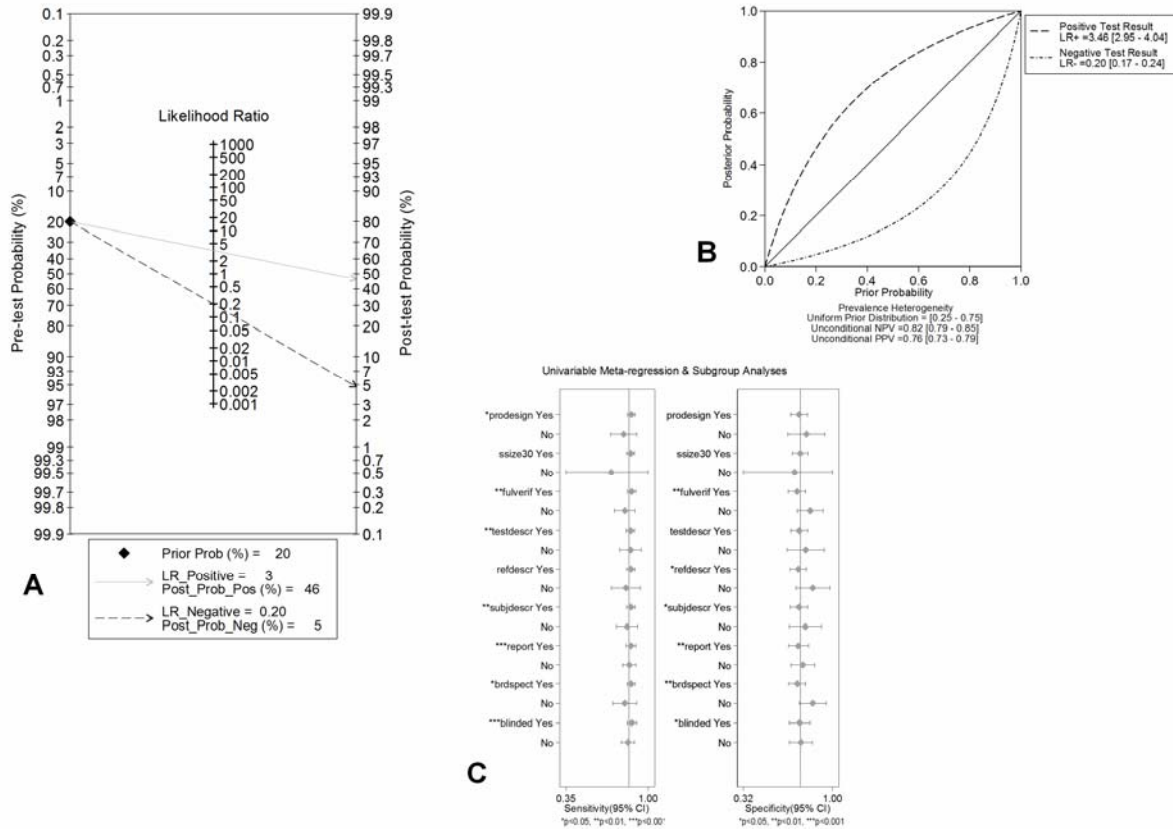 Likelihood Ratio
Pre-test Probability (%)
0.1
0.2
0.3
0.5
0.7
1
2
3
5
7
10
20
30
40
50
60
70
80
90
93
95
97
98
99
99.3
99.5
99.7
99.8
99.9
1000
500
200
100
50
20
10
5
2
1
0.5
0.2
0.1
0.05
0.02
0.01
0.005
0.002
0.001
99.9
99.8
99.7
99.5
99.3
99
98
97
95
93
90
80
70
60
50
40
30
20
10
7
5
3
2
1
0.7
0.5
0.3
0.2
0.1
Post-test Probability (%)
Prior Prob (%) = 20
LR_Positive = 3
Post_Prob_Pos (%) = 46
LR_Negative = 0.20
Post_Prob_Neg (%) = 5
A
Posterior Probability
1.0
0.8
0.6
0.4
0.2
0.0
0.0 0.2 0.4 0.6 0.8 1.0
Prior Probability
Positive Test Result
LR+ =3.46 [2.95 - 4.04]
Negative Test Result
LR- =0.20 [0.17 - 0.24]
Prevalence Heterogeneity
Uniform Prior Distribution = [0.25 - 0.75]
Unconditional NPV =0.82 [0.79 - 0.85]
Unconditional PPV =0.76 [0.73 - 0.79]
B
Univariable Meta-regression & Subgroup Analyses
*prodesign Yes
No
ssize30 Yes
No
**fulverif Yes
No
**testdescr Yes
No
refdescr Yes
No
**subjdescr Yes
No
***report Yes
No
*brdspect Yes
No
***blinded Yes
No
0.35 1.00
Sensitivity(95% CI)
*p<0.05, **p<0.01, ***p<0.00
prodesign Yes
No
ssize30 Yes
No
**fulverif Yes
No
testdescr Yes
No
*refdescr Yes
No
*subjdescr Yes
No
**report Yes
No
**brdspect Yes
No
*blinded Yes
No
0.32 1.00
Specificity(95% CI)
*p<0.05, **p<0.01, ***p<0.001
C